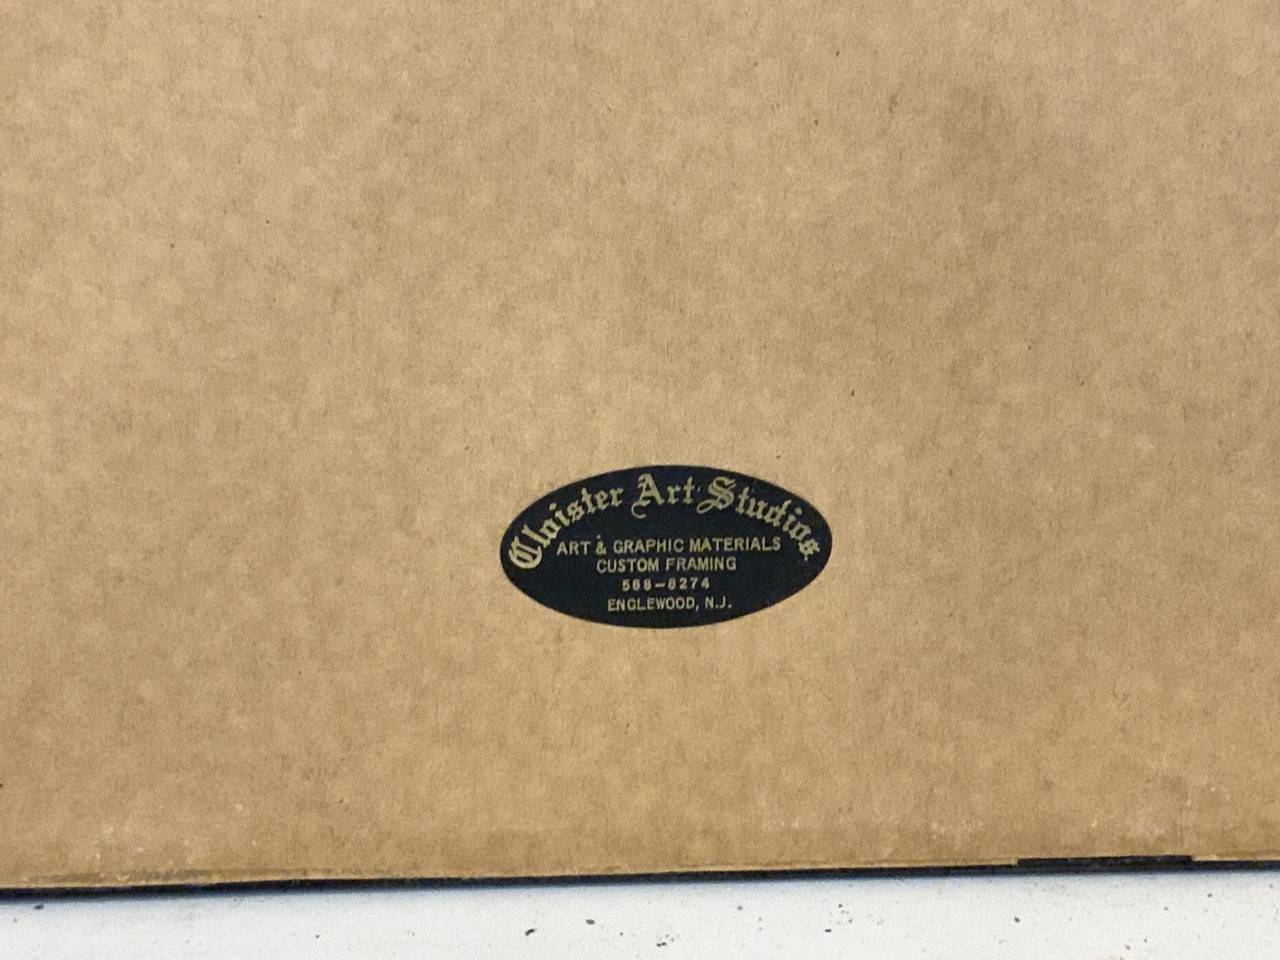 Cloister Art Studios
ART & GRAPHIC MATERIALS
CUSTOM FRAMING
568-8274
ENGLEWOOD, N.J.